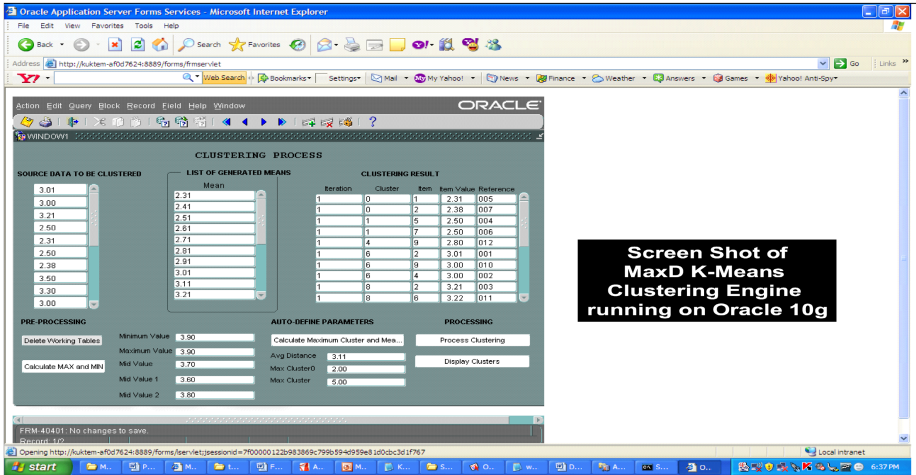 Oracle Application Server Forms Services - Microsoft Internet Explorer
File Edit View Favorites Tools Help
Back Search Favorites
Address http://kuktem-af0d7624:8889/forms/frmservlet Go Links
Web Search Bookmarks Settings Mail My Yahoo! News Finance Weather Answers Games Yahoo! Anti-Spy
Action Edit Query Block Record Field Help Window ORACLE
WINDOW1
CLUSTERING PROCESS
SOURCE DATA TO BE CLUSTERED LIST OF GENERATED MEANS CLUSTERING RESULT
Mean Iteration Cluster Item Item Value Reference
3.01 2.31 1 0 1 2.31 005
3.00 2.41 1 0 2 2.38 007
3.21 2.51 1 1 5 2.50 004
2.50 2.61 1 1 7 2.50 006
2.31 2.71 1 4 9 2.80 012
2.50 2.81 1 6 2 3.01 001
2.38 2.91 1 6 9 3.00 010
3.50 3.01 1 6 4 3.00 002
3.30 3.11 1 8 2 3.21 003
3.00 3.21 1 8 6 3.22 011
Screen Shot of
MaxD K-Means
Clustering Engine
running on Oracle 10g
PRE-PROCESSING AUTO-DEFINE PARAMETERS PROCESSING
Delete Working Tables Minimum Value 3.90 Calculate Maximum Cluster and Mea... Process Clustering
Maximum Value 3.90 Avg Distance 3.11
Calculate MAX and MIN Mid Value 3.70 Max Cluster0 2.00 Display Clusters
Mid Value 1 3.60 Max Cluster 5.00
Mid Value 2 3.80
FRM-40401: No changes to save.
Record: 1/?
Opening http://kuktem-af0d7624:8889/forms/lservlet;jsessionid=7f00000122b983869c799b594d959e81d0cbc3d1f767 Local intranet
start M... P... M... t... F... A.. M.. K... S... O.. w... D... A... S... O... 6:37PM